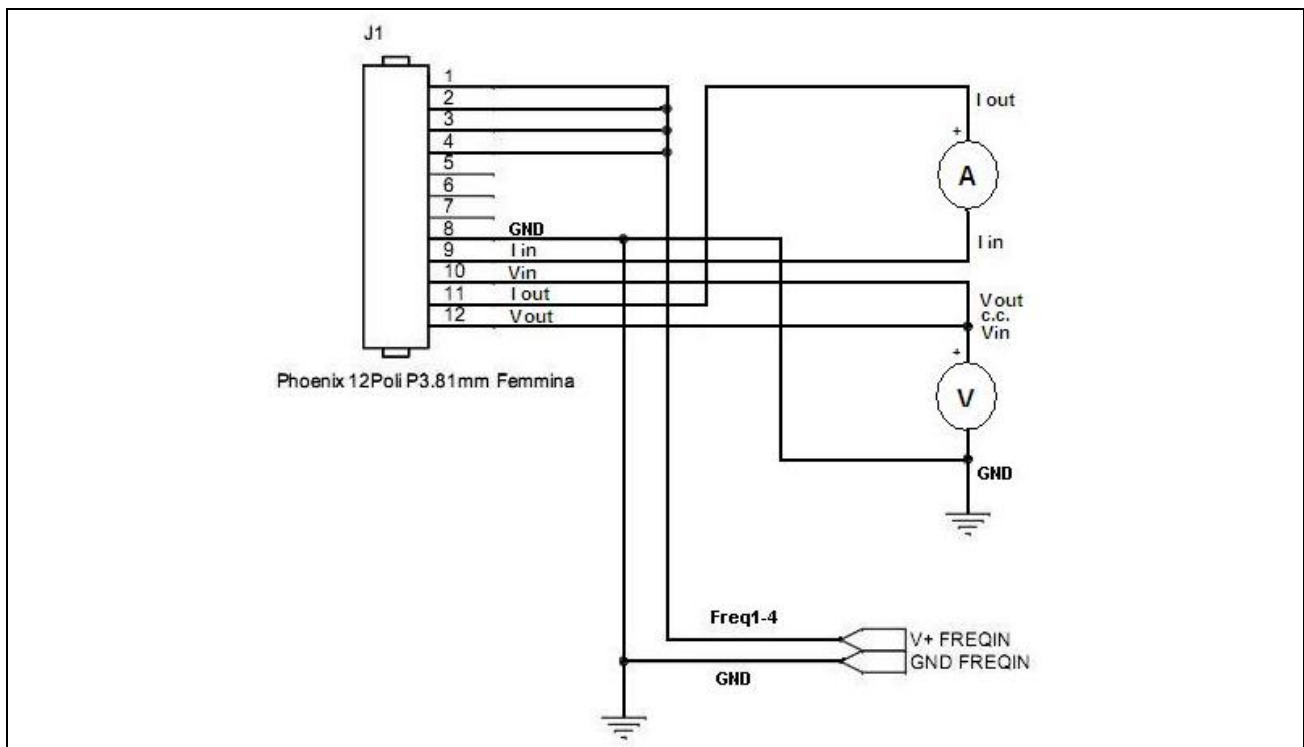 J1
1
2
3
4
5
6
7
8 GND
9 I in
10 Vin
11 I out
12 Vout
Phoenix 12Poli P3.81mm Femmina
I out
+
A
I in
Vout
c.c.
Vin
+
V
GND
Freq1-4
V+ FREQIN
GND FREQIN
GND